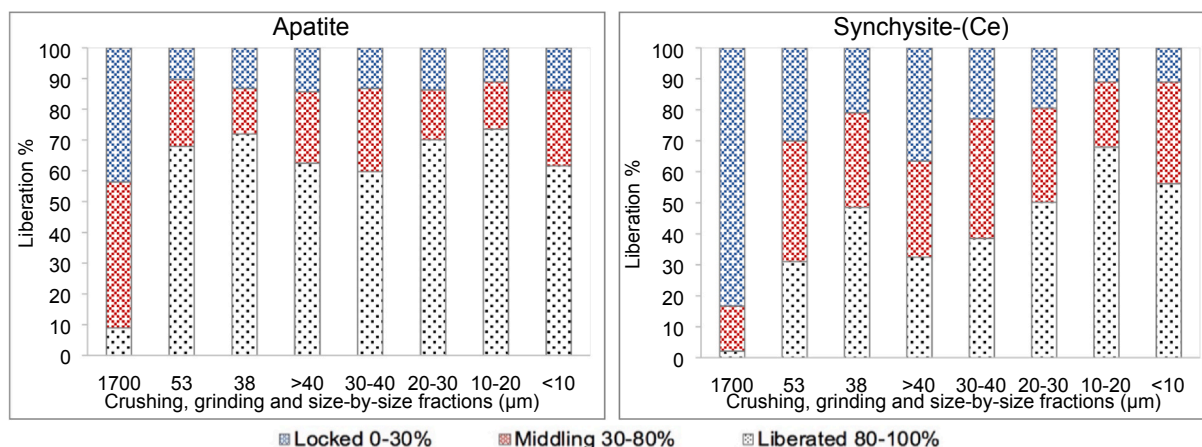 Apatite
Liberation %
100
90
80
70
60
50
40
30
20
10
0
1700 53 38 >40 30-40 20-30 10-20 <10
Crushing, grinding and size-by-size fractions (µm)
Synchysite-(Ce)
Liberation %
100
90
80
70
60
50
40
30
20
10
0
1700 53 38 >40 30-40 20-30 10-20 <10
Crushing, grinding and size-by-size fractions (µm)
Locked 0-30% Middling 30-80% Liberated 80-100%